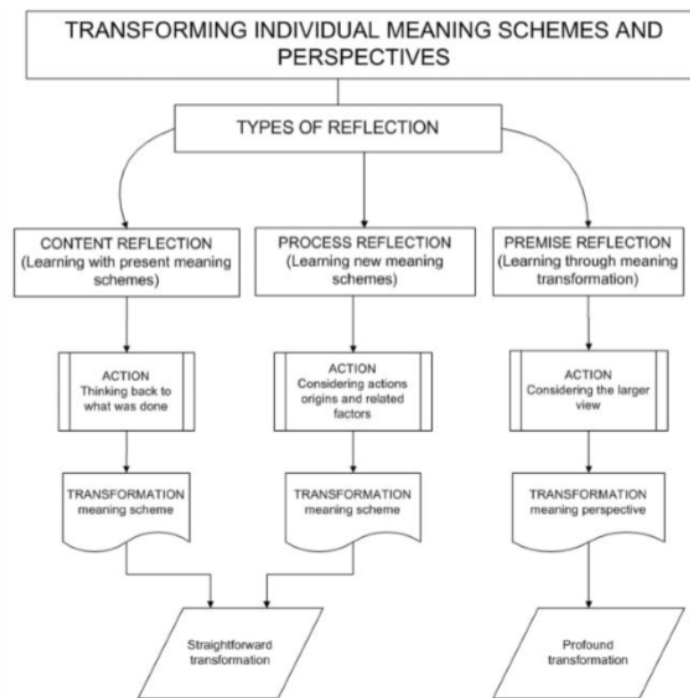 TRANSFORMING INDIVIDUAL MEANING SCHEMES AND
PERSPECTIVES
TYPES OF REFLECTION
CONTENT REFLECTION
(Learning with present meaning
schemes)
PROCESS REFLECTION
(Learning new meaning
schemes)
PREMISE REFLECTION
(Learning through meaning
transformation)
ACTION
Thinking back to
what was done
ACTION
Considering actions
origins and related
factors
ACTION
Considering the larger
view
TRANSFORMATION
meaning scheme
TRANSFORMATION
meaning scheme
TRANSFORMATION
meaning perspective
Straightforward
transformation
Profound
transformation